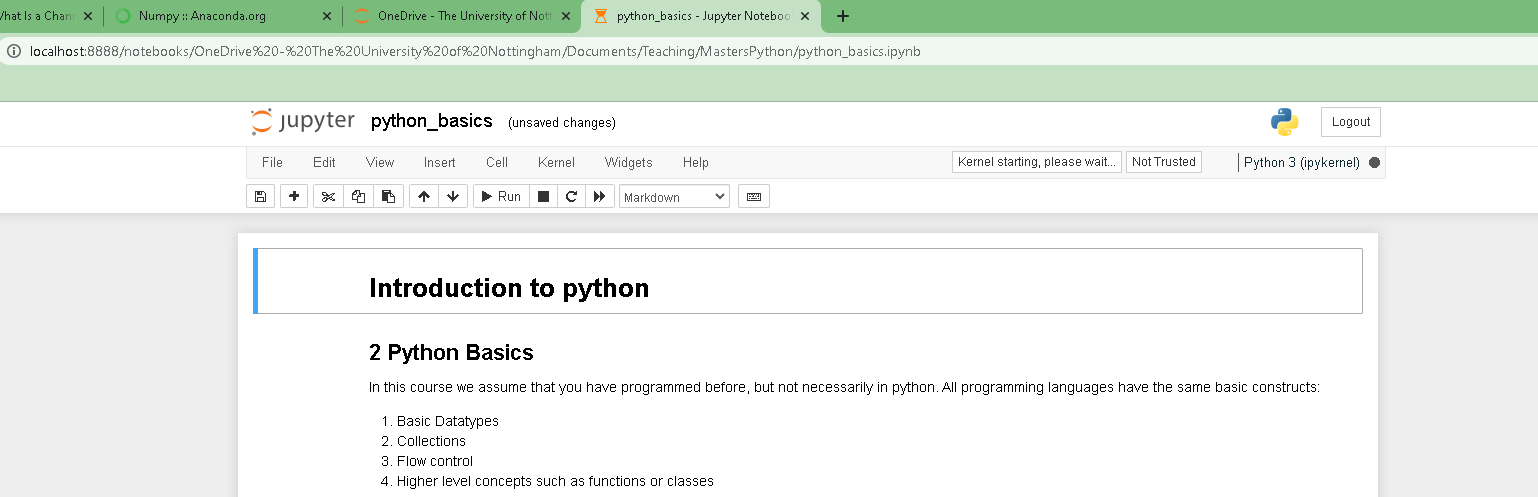 What Is a Chan Numpy :: Anaconda.org OneDrive - The University of Nott python_basics - Jupyter Noteboo
localhost:8888/notebooks/OneDrive%20-%20The%20University%20of%20Nottingham/Documents/Teaching/MastersPython/python_basics.ipynb
jupyter python_basics (unsaved changes) Logout
File Edit View Insert Cell Kernel Widgets Help Kernel starting, please wait... Not Trusted Python 3 (ipykernel)
Run Markdown
Introduction to python
2 Python Basics
In this course we assume that you have programmed before, but not necessarily in python. All programming languages have the same basic constructs:
1. Basic Datatypes
2. Collections
3. Flow control
4. Higher level concepts such as functions or classes